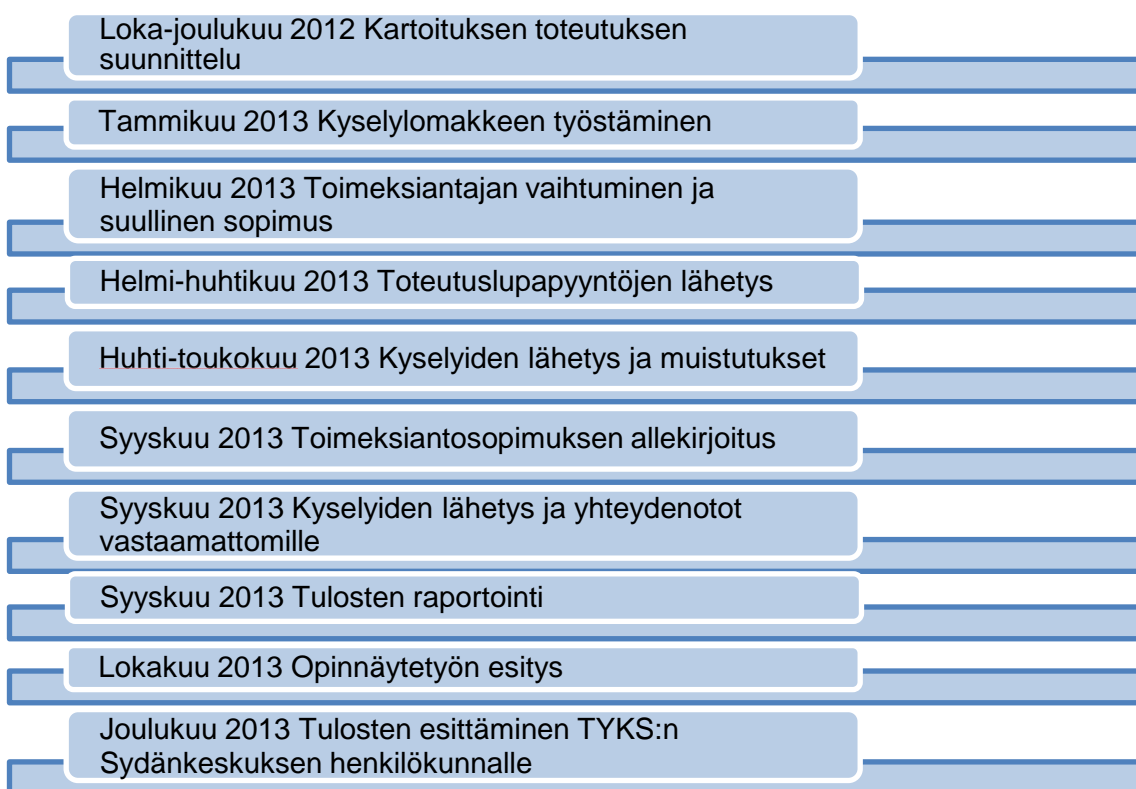 Loka-joulukuu 2012 Kartoituksen toteutuksen
suunnittelu
Tammikuu 2013 Kyselylomakkeen työstäminen
Helmikuu 2013 Toimeksiantajan vaihtuminen ja
suullinen sopimus
Helmi-huhtikuu 2013 Toteutuslupapyyntöjen lähetys
Huhti-toukokuu 2013 Kyselyiden lähetys ja muistutukset
Syyskuu 2013 Toimeksiantosopimuksen allekirjoitus
Syyskuu 2013 Kyselyiden lähetys ja yhteydenotot
vastaamattomille
Syyskuu 2013 Tulosten raportointi
Lokakuu 2013 Opinnäytetyön esitys
Joulukuu 2013 Tulosten esittäminen TYKS:n
Sydänkeskuksen henkilökunnalle